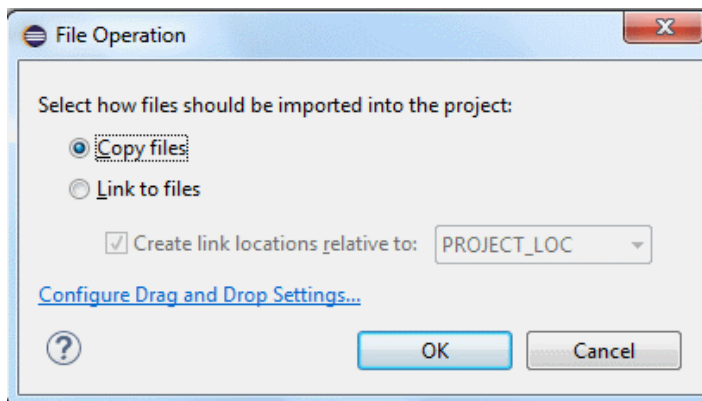 File Operation
Select how files should be imported into the project:
Copy files
Link to files
Create link locations relative to: PROJECT_LOC
Configure Drag and Drop Settings...
? OK Cancel